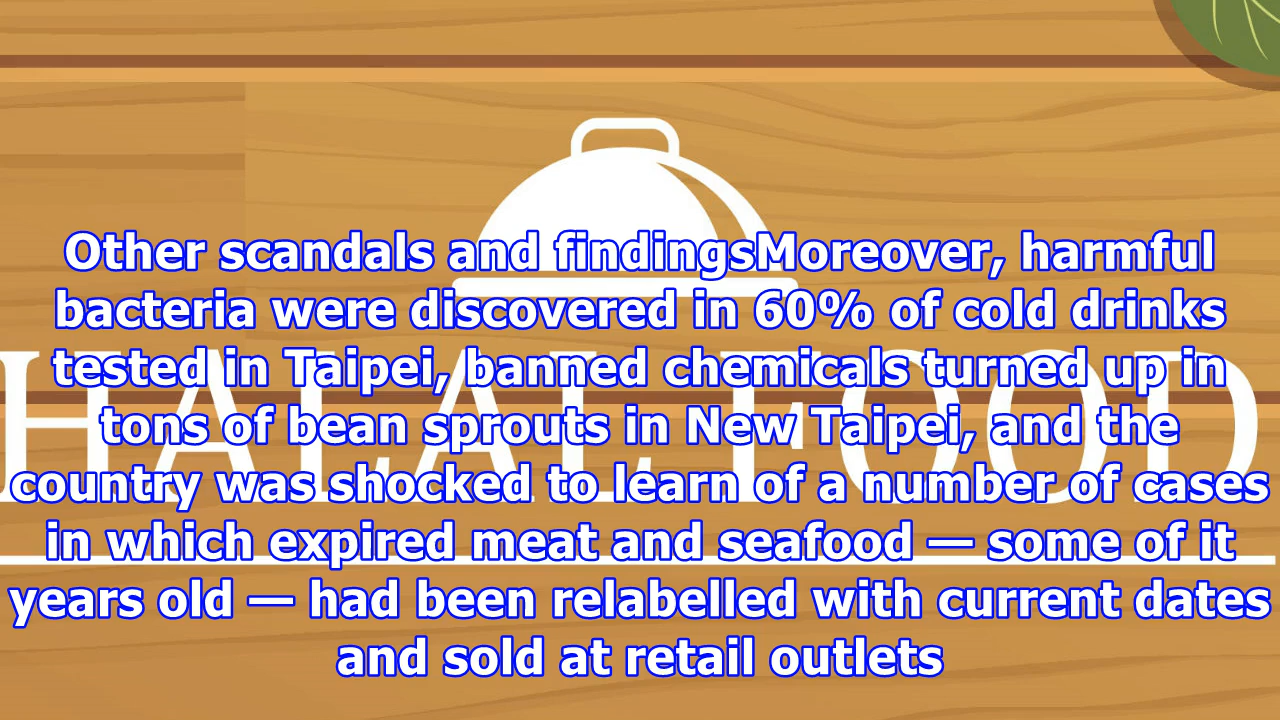 Other scandals and findingsMoreover, harmful
bacteria were discovered in 60% of cold drinks
tested in Taipei, banned chemicals turned up in
tons of bean sprouts in New Taipei, and the
country was shocked to learn of a number of cases
in which expired meat and seafood — some of it
years old — had been relabelled with current dates
and sold at retail outlets
HALAL FOOD